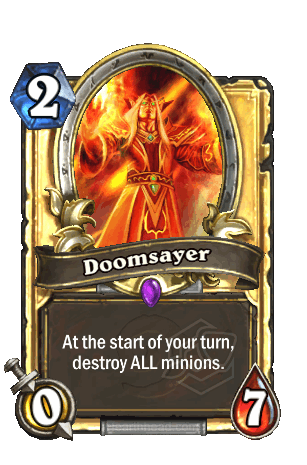 2
Doomsayer
At the start of your turn,
destroy ALL minions.
0
7